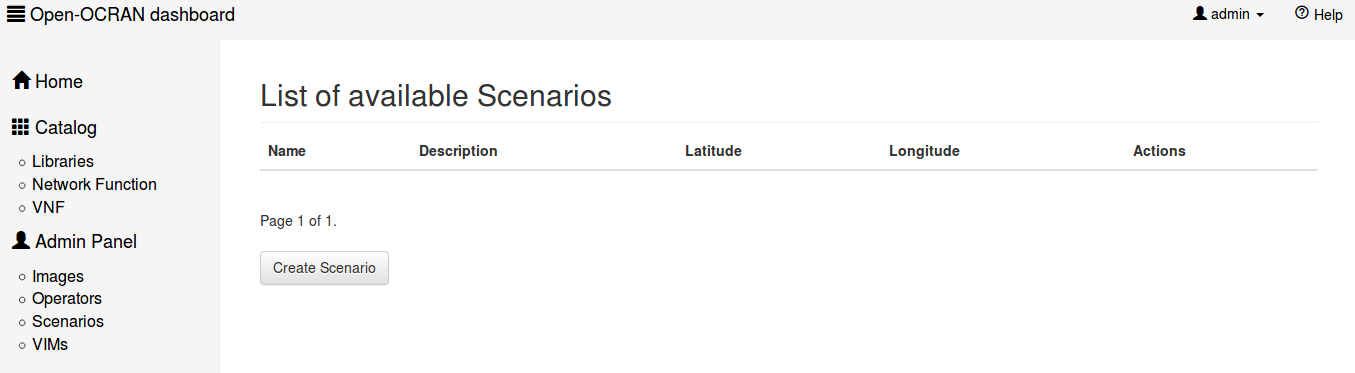 Open-OCRAN dashboard
admin
Help
Home
Catalog
Libraries
Network Function
VNF
Admin Panel
Images
Operators
Scenarios
VIMs
List of available Scenarios
Name Description Latitude Longitude Actions
Page 1 of 1.
Create Scenario